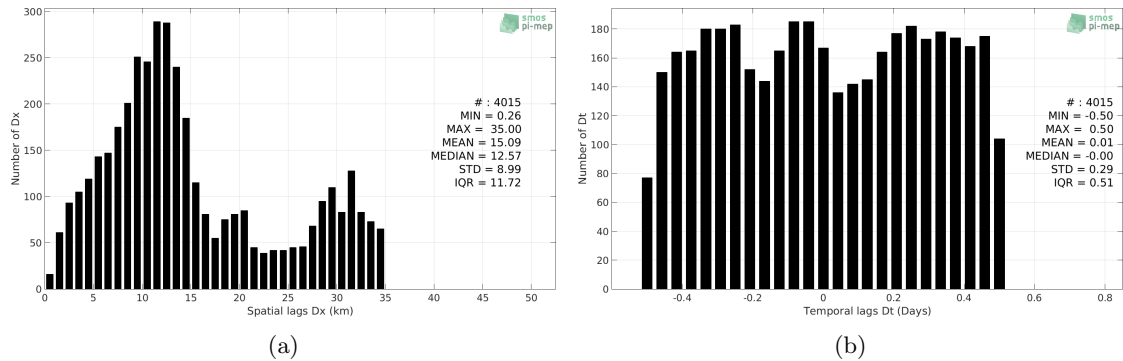 300
250
200
150
100
50
0
Number of Dx
0 5 10 15 20 25 30 35 40 45 50
Spatial lags Dx (km)
smos
pi-mep
# : 4015
MIN = 0.26
MAX = 35.00
MEAN = 15.09
MEDIAN = 12.57
STD = 8.99
IQR = 11.72
(a)
180
160
140
120
100
80
60
40
20
0
Number of Dt
-0.4 -0.2 0 0.2 0.4 0.6 0.8
Temporal lags Dt (Days)
smos
pi-mep
# : 4015
MIN = -0.50
MAX = 0.50
MEAN = 0.01
MEDIAN = -0.00
STD = 0.29
IQR = 0.51
(b)